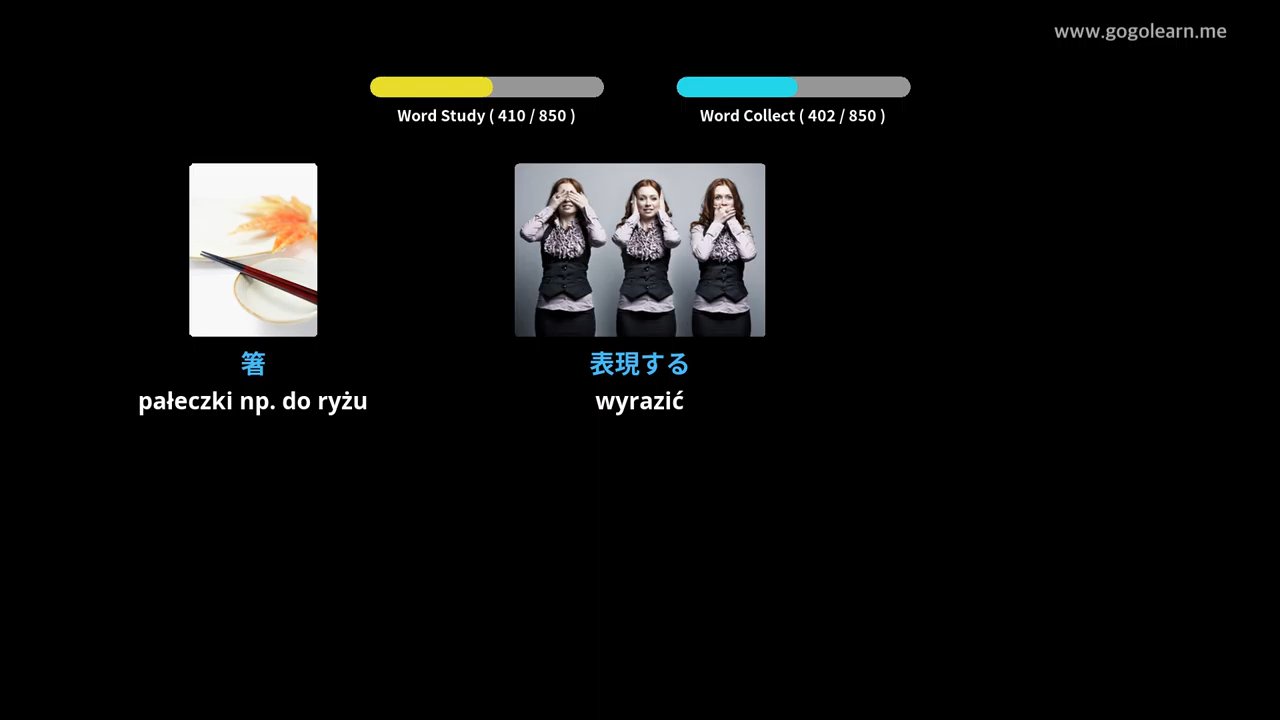 www.gogolearn.me
Word Study ( 410 / 850 )
Word Collect ( 402 / 850 )
箸
pałeczki np. do ryżu
表現する
wyrazić